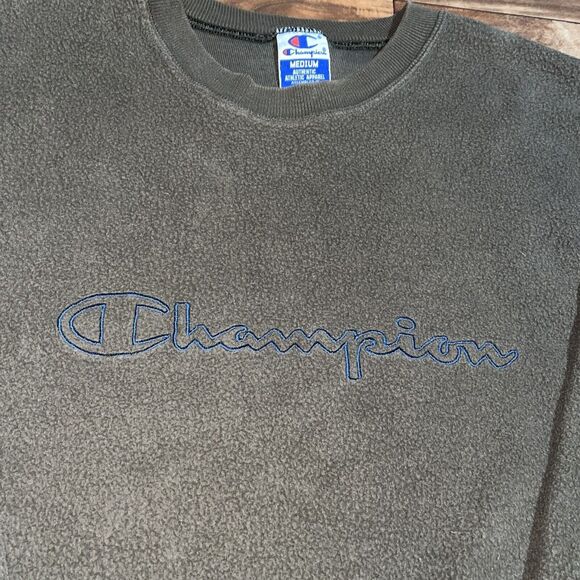 Champion
MEDIUM
AUTHENTIC
ATHLETIC APPAREL
Champion